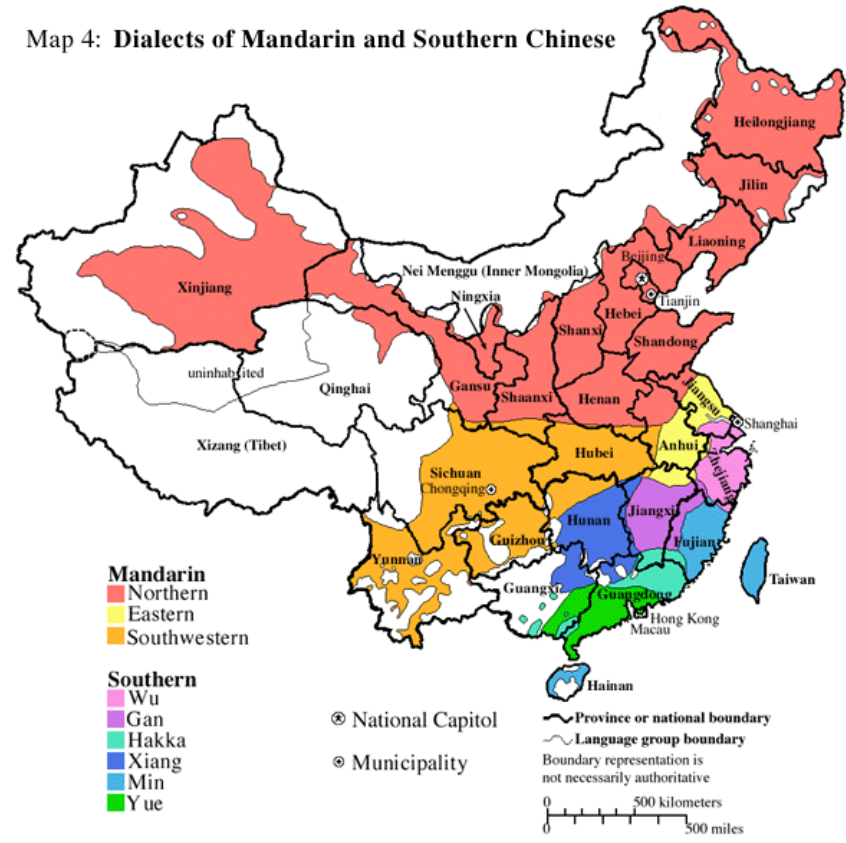 Map 4: Dialects of Mandarin and Southern Chinese
Heilongjiang
Jilin
Liaoning
Beijing
Nei Menggu (Inner Mongolia)
Xinjiang
Ningxia
Tianjin
Hebei
Shanxi
Shandong
uninhabited
Qinghai
Gansu
Shaanxi
Henan
Jiangsu
Shanghai
Xizang (Tibet)
Anhui
Hubei
Sichuan
Chongqing
Zhejiang
Hunan
Jiangxi
Guizhou
Fujian
Yunnan
Taiwan
Guangxi
Guangdong
Hong Kong
Macau
Hainan
Mandarin
Northern
Eastern
Southwestern
Southern
Wu
Gan
Hakka
Xiang
Min
Yue
National Capitol
Municipality
Province or national boundary
Language group boundary
Boundary representation is
not necessarily authoritative
0 500 kilometers
0 500 miles